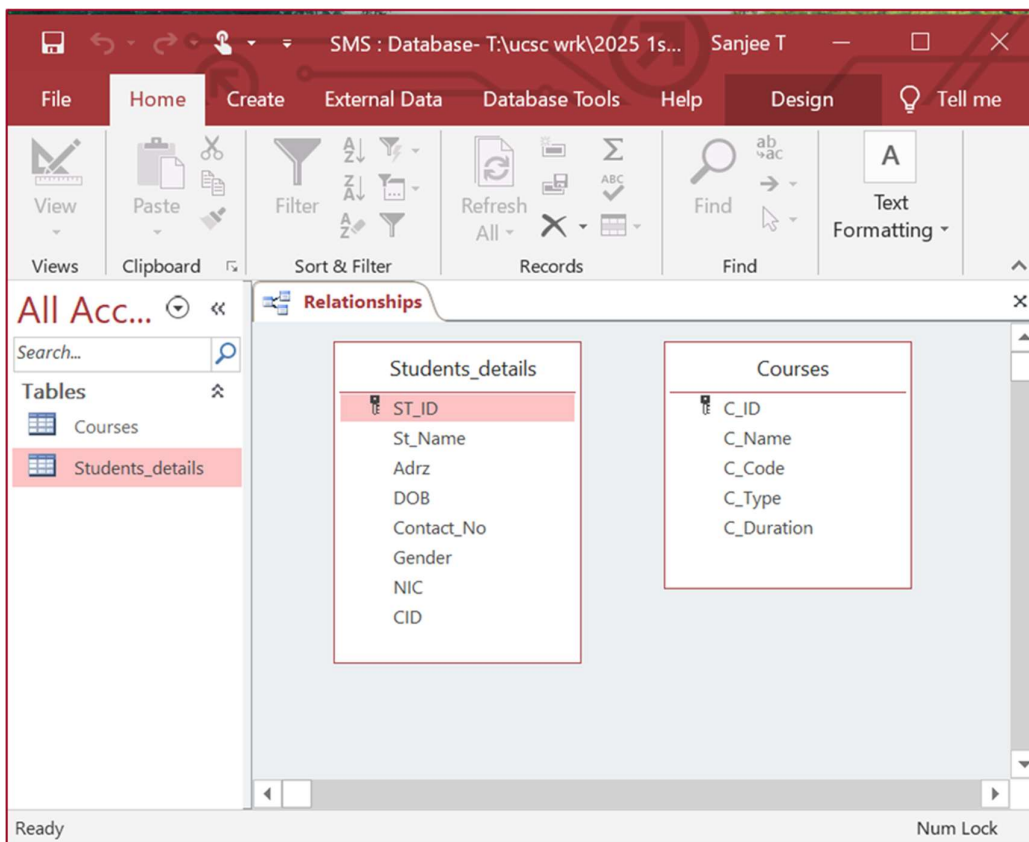 SMS : Database- T:\ucsc wrk\2025 1s... Sanjee T
File Home Create External Data Database Tools Help Design Tell me
View
Paste
Filter
Refresh
All
ABC
Find
ab
ac
A
Text
Formatting
Views Clipboard Sort & Filter Records Find
All Acc...
Search...
Tables
Courses
Students_details
Relationships
Students_details
ST_ID
St_Name
Adrz
DOB
Contact_No
Gender
NIC
CID
Courses
C_ID
C_Name
C_Code
C_Type
C_Duration
Ready Num Lock